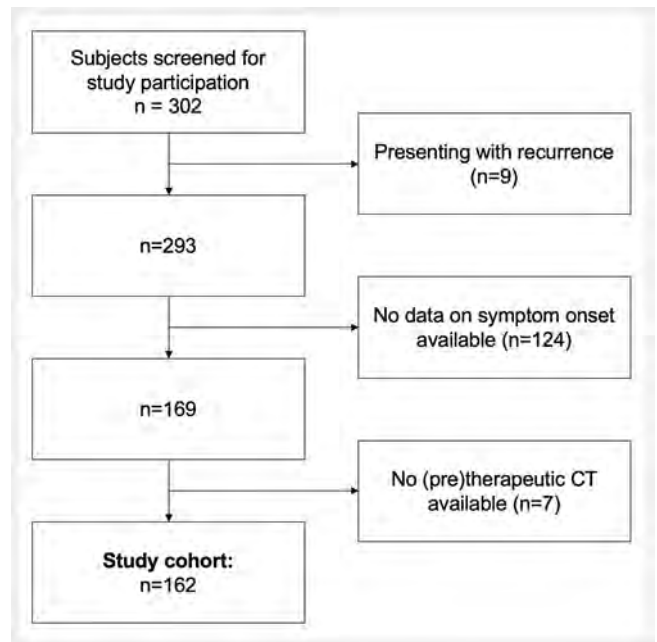 Subjects screened for
study participation
n = 302
Presenting with recurrence
(n=9)
n=293
No data on symptom onset
available (n=124)
n=169
No (pre)therapeutic CT
available (n=7)
Study cohort:
n=162